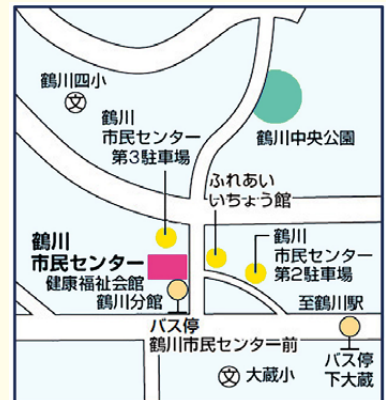 鶴川四小
文
鶴川
市民センター
第3駐車場
鶴川中央公園
ふれあい
いちょう館
鶴川
市民センター
健康福祉会館
鶴川分館
鶴川
市民センター
第2駐車場
至鶴川駅
バス停
鶴川市民センター前
バス停
下大蔵
文
大蔵小